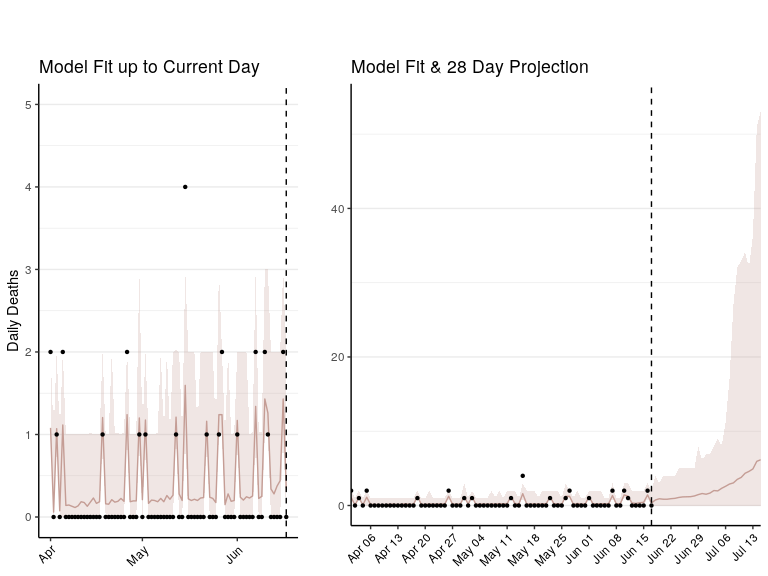 Model Fit up to Current Day
Daily Deaths
5
4
3
2
1
0
Apr
May
Jun
Model Fit & 28 Day Projection
40
20
0
Apr 06
Apr 13
Apr 20
Apr 27
May 04
May 11
May 18
May 25
Jun 01
Jun 08
Jun 15
Jun 22
Jun 29
Jul 06
Jul 13